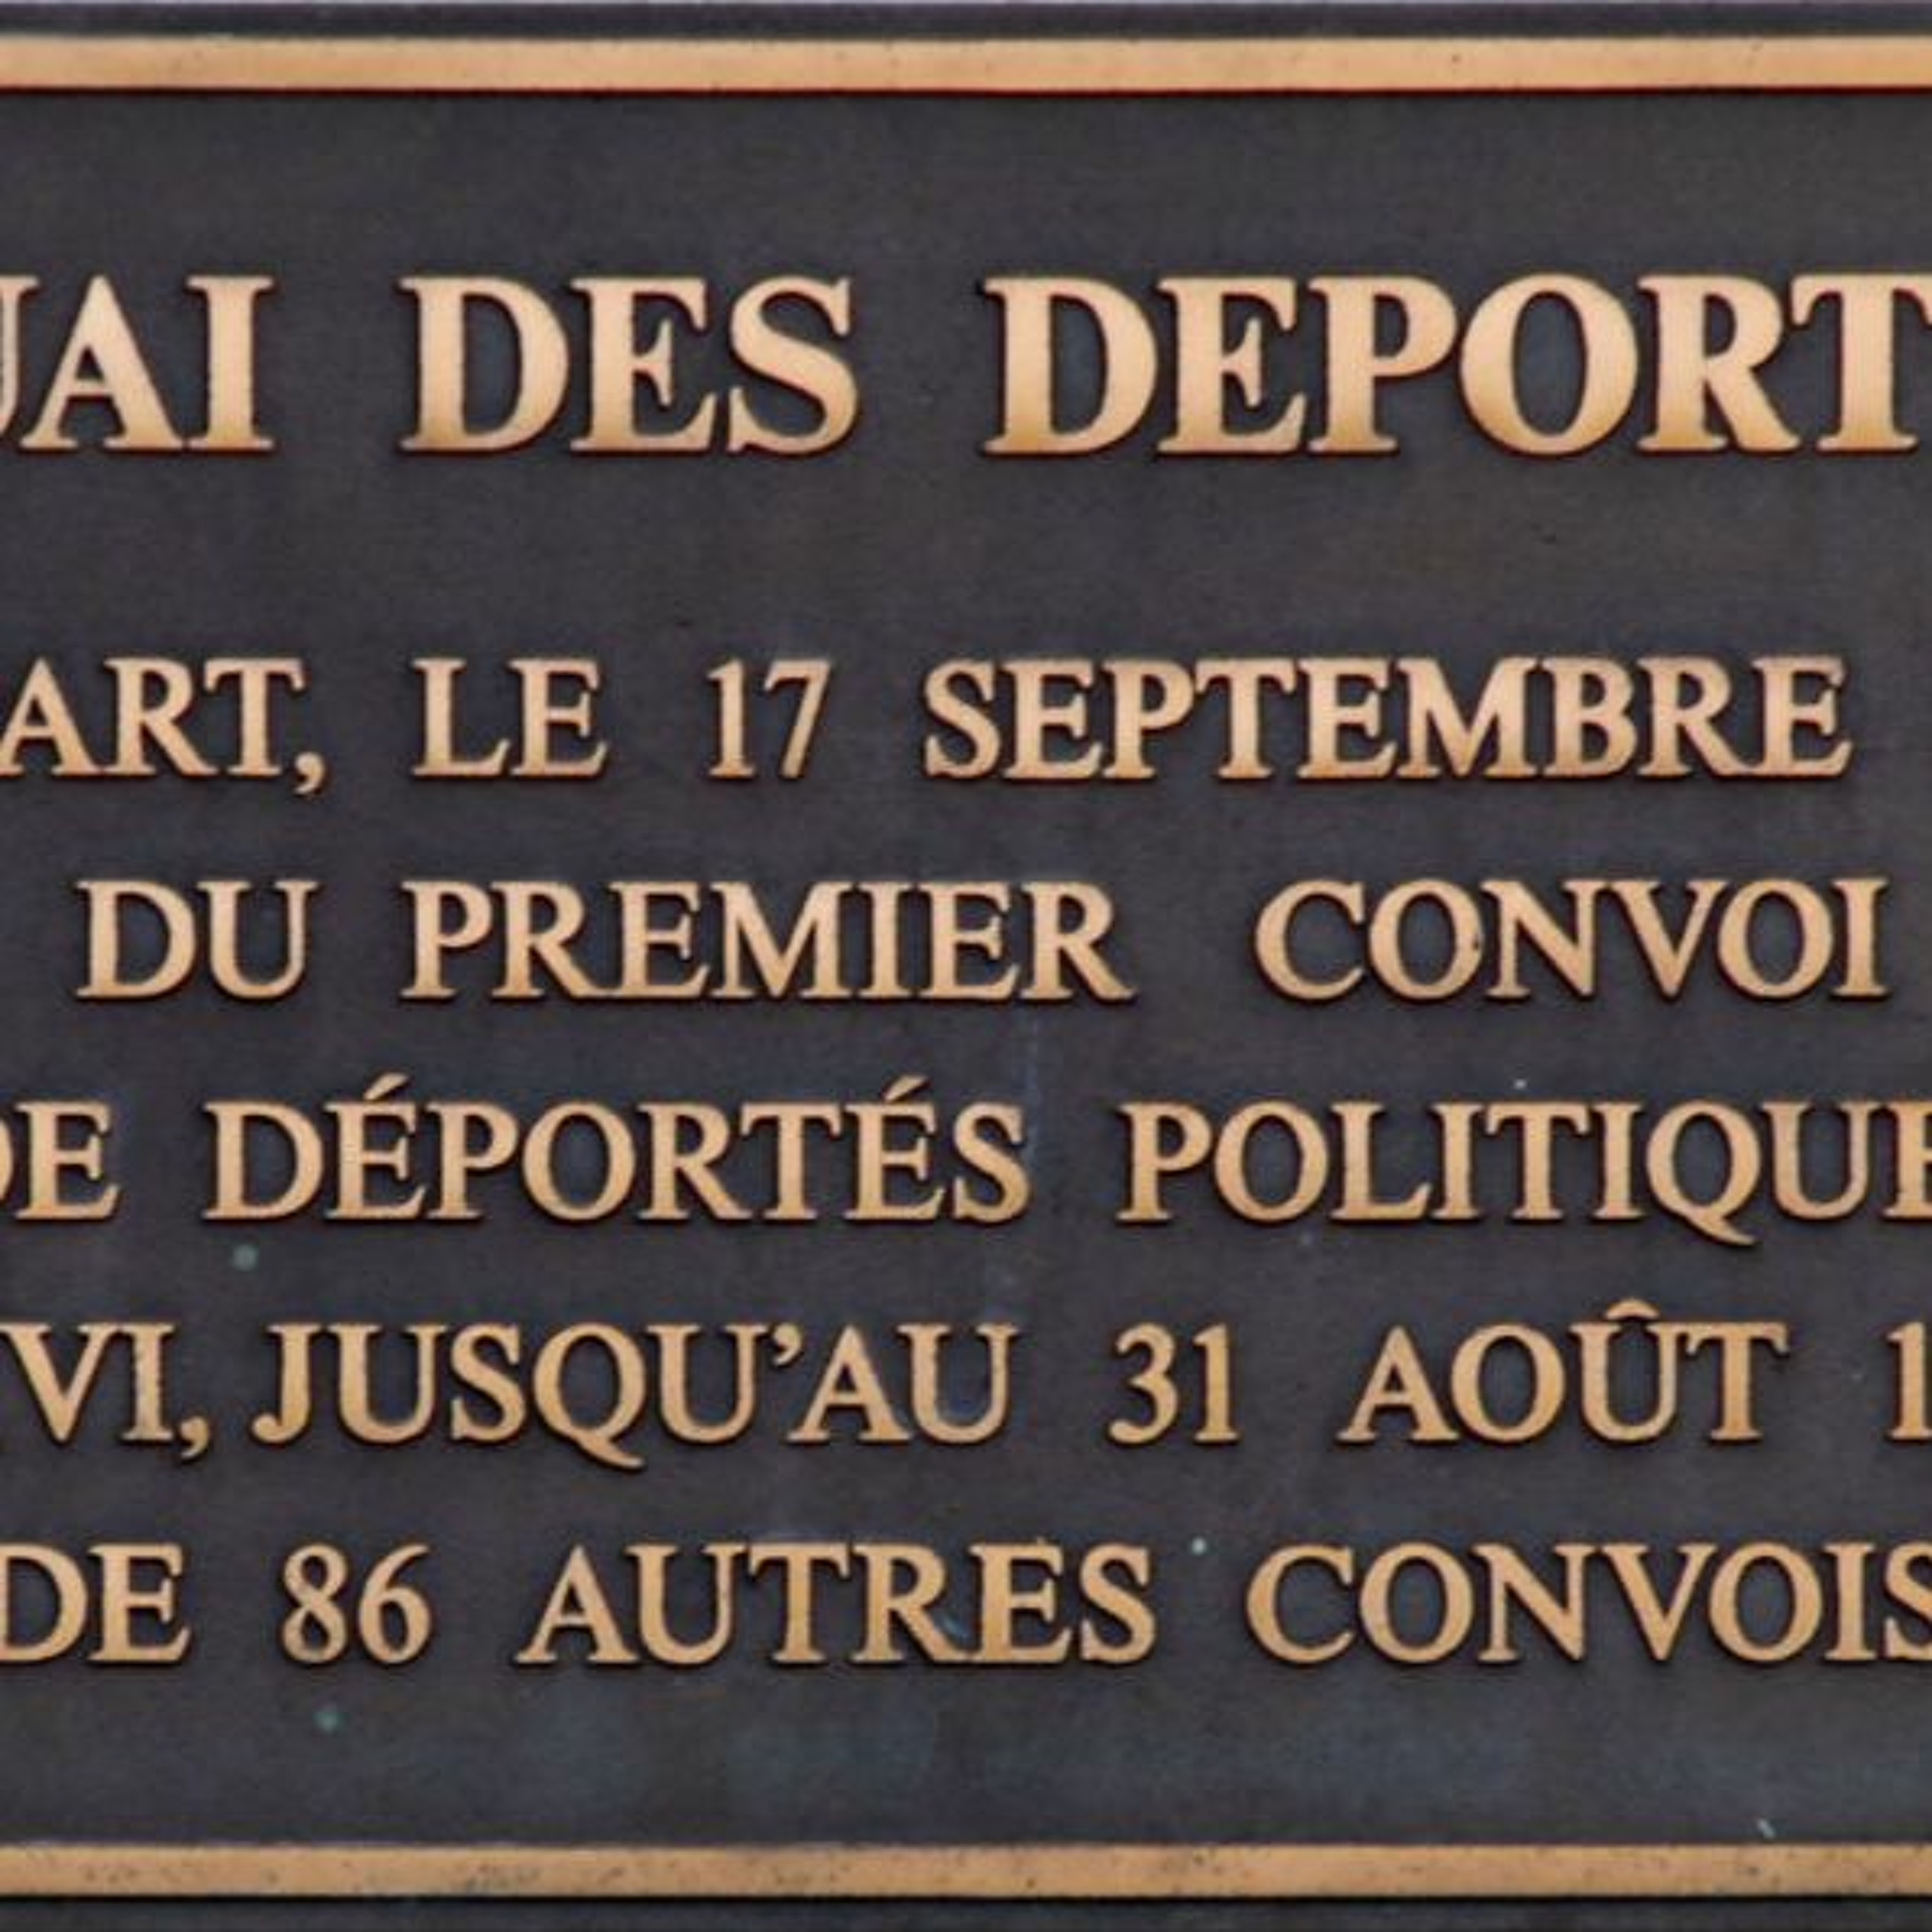 UAI DES DEPORT
ART, LE 17 SEPTEMBRE
DU PREMIER CONVOI
DE DÉPORTÉS POLITIQUE
VI, JUSQU’AU 31 AOÛT 1
DE 86 AUTRES CONVOIS